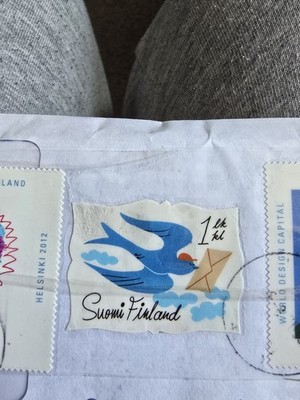 LAND
HELSINKI 2012
1 lk
kl
Suomi Finland
WORLD DESIGN CAPITAL